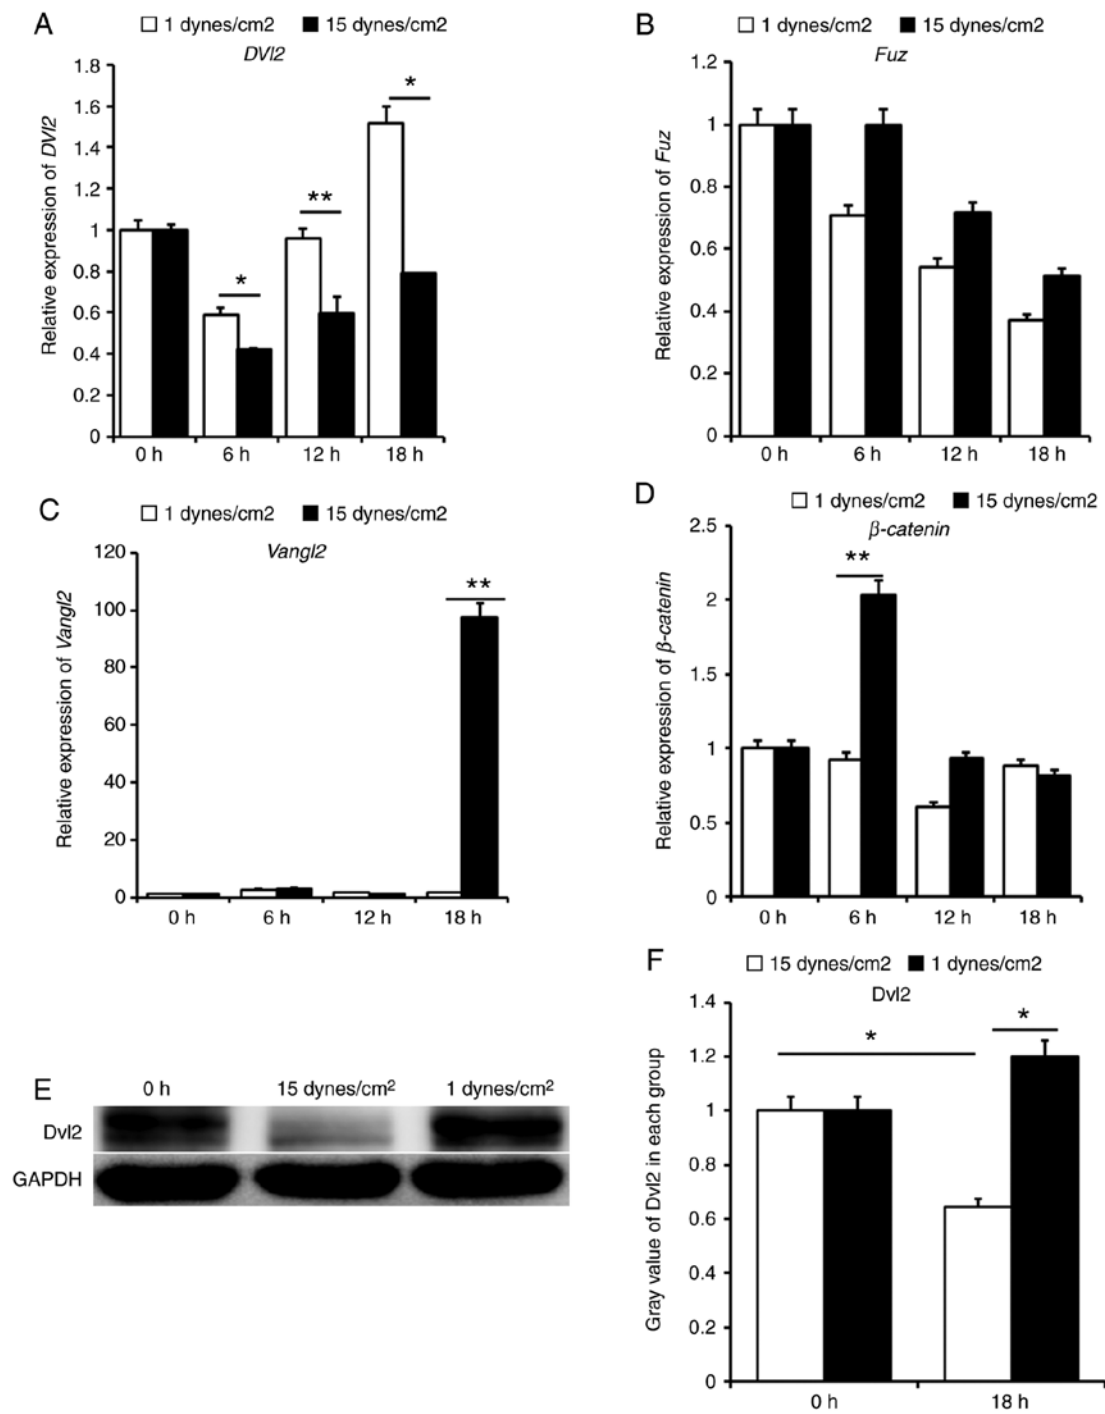 A
1 dynes/cm2 15 dynes/cm2
DVl2
Relative expression of DVl2
1.8
1.6
1.4
1.2
1
0.8
0.6
0.4
0.2
0
*
**
*
0 h 6 h 12 h 18 h
B
1 dynes/cm2 15 dynes/cm2
Fuz
Relative expression of Fuz
1.2
1
0.8
0.6
0.4
0.2
0
0 h 6 h 12 h 18 h
C
1 dynes/cm2 15 dynes/cm2
Vangl2
Relative expression of Vangl2
120
100
80
60
40
20
0
**
0 h 6 h 12 h 18 h
D
1 dynes/cm2 15 dynes/cm2
β-catenin
Relative expression of β-catenin
2.5
2
1.5
1
0.5
0
**
0 h 6 h 12 h 18 h
E
0 h 15 dynes/cm² 1 dynes/cm²
Dvl2
GAPDH
F
15 dynes/cm2 1 dynes/cm2
Dvl2
Gray value of Dvl2 in each group
1.4
1.2
1
0.8
0.6
0.4
0.2
0
*
*
0 h 18 h